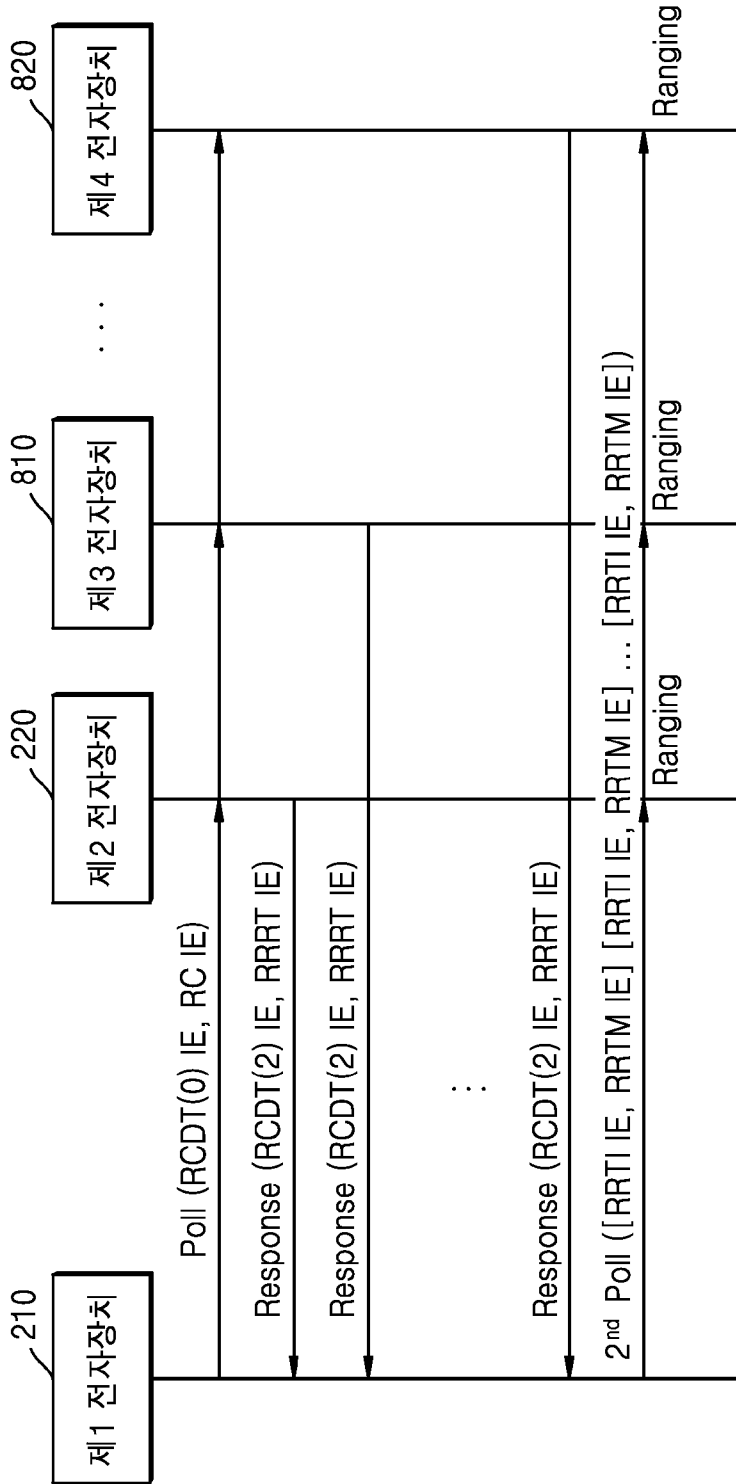 210
제1 전자장치
220
제2 전자장치
810
제3 전자장치
. . .
820
제4 전자장치
Poll (RCDT(0) IE, RC IE)
Response (RCDT(2) IE, RRRT IE)
Response (RCDT(2) IE, RRRT IE)
. . .
Response (RCDT(2) IE, RRRT IE)
2nd Poll ([RRTI IE, RRTM IE] [RRTI IE, RRTM IE] ... [RRTI IE, RRTM IE])
Ranging
Ranging
Ranging